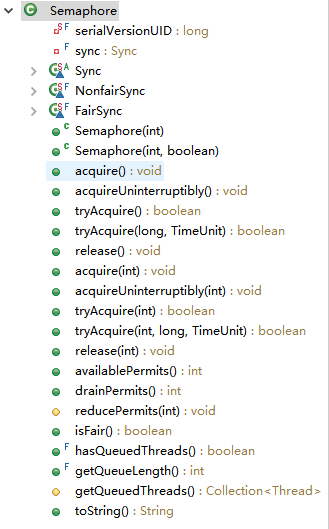 Semaphore
S F serialVersionUID : long
F sync : Sync
S A Sync
S F NonfairSync
S F FairSync
C Semaphore(int)
C Semaphore(int, boolean)
acquire() : void
acquireUninterruptibly() : void
tryAcquire() : boolean
tryAcquire(long, TimeUnit) : boolean
release() : void
acquire(int) : void
acquireUninterruptibly(int) : void
tryAcquire(int) : boolean
tryAcquire(int, long, TimeUnit) : boolean
release(int) : void
availablePermits() : int
drainPermits() : int
reducePermits(int) : void
isFair() : boolean
F hasQueuedThreads() : boolean
F getQueueLength() : int
getQueuedThreads() : Collection<Thread>
toString() : String